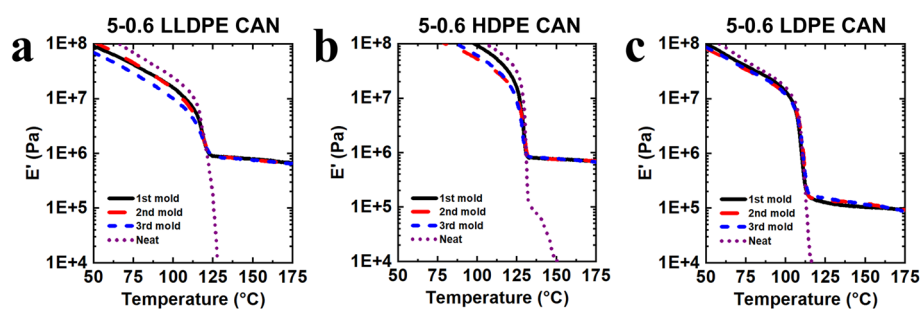 a
5-0.6 LLDPE CAN
E' (Pa)
1E+8
1E+7
1E+6
1E+5
1E+4
1st mold
2nd mold
3rd mold
Neat
50 75 100 125 150 175
Temperature (°C)
b
5-0.6 HDPE CAN
E' (Pa)
1E+8
1E+7
1E+6
1E+5
1E+4
1st mold
2nd mold
3rd mold
Neat
50 75 100 125 150 175
Temperature (°C)
c
5-0.6 LDPE CAN
E' (Pa)
1E+8
1E+7
1E+6
1E+5
1E+4
1st mold
2nd mold
3rd mold
Neat
50 75 100 125 150 175
Temperature (°C)